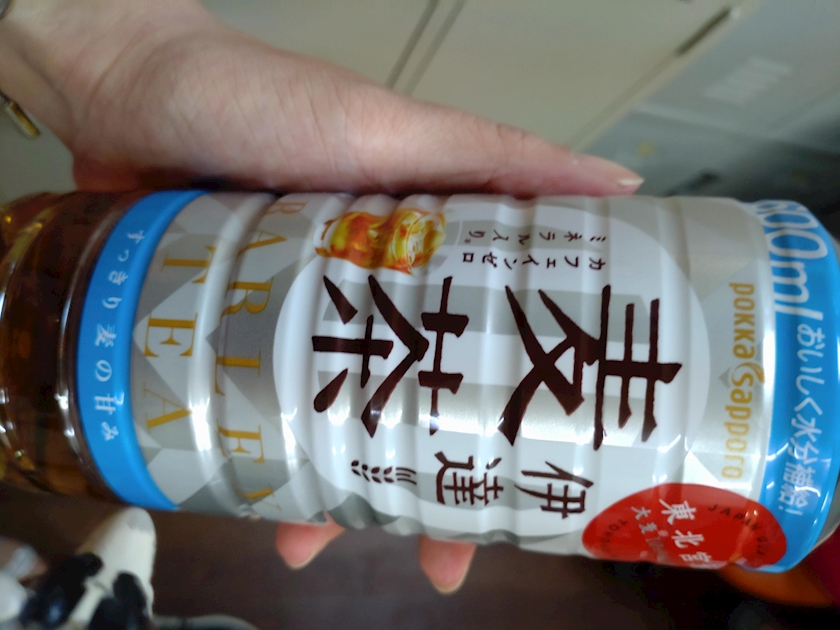 600ml おいしく水分補給!
pokka sapporo
伊達
麦茶
カフェインゼロ
ミネラル入り
東北
JAPAN
BARLEY
TEA
すっきり麦の甘み